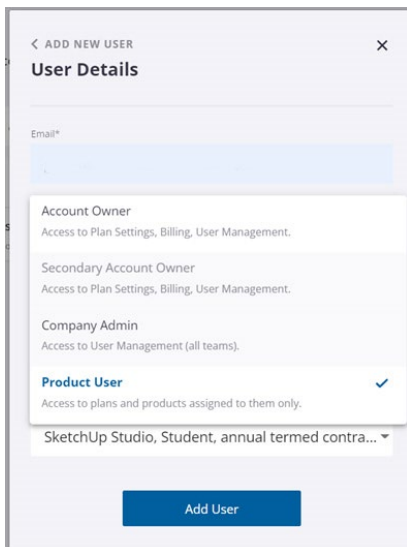 < ADD NEW USER
User Details
Email*
Account Owner
Access to Plan Settings, Billing, User Management.
Secondary Account Owner
Access to Plan Settings, Billing, User Management.
Company Admin
Access to User Management (all teams).
Product User
Access to plans and products assigned to them only.
SketchUp Studio, Student, annual termed contra...
Add User